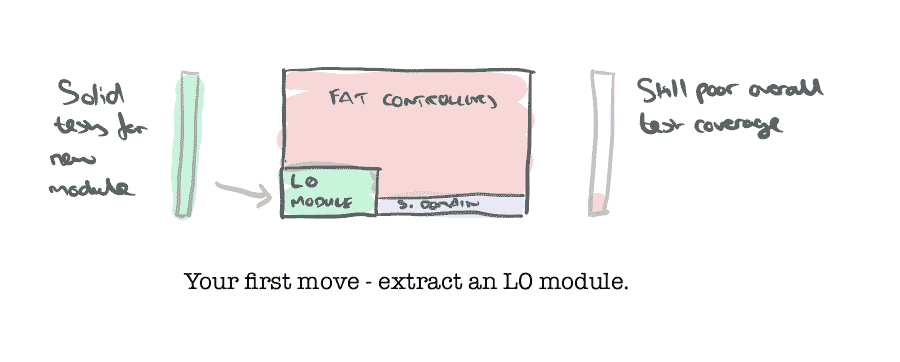 Solid
tests for
new
module
FAT CONTROLLERS
LO
MODULE
S. DOMAIN
Still poor overall
test coverage
Your first move - extract an LO module.